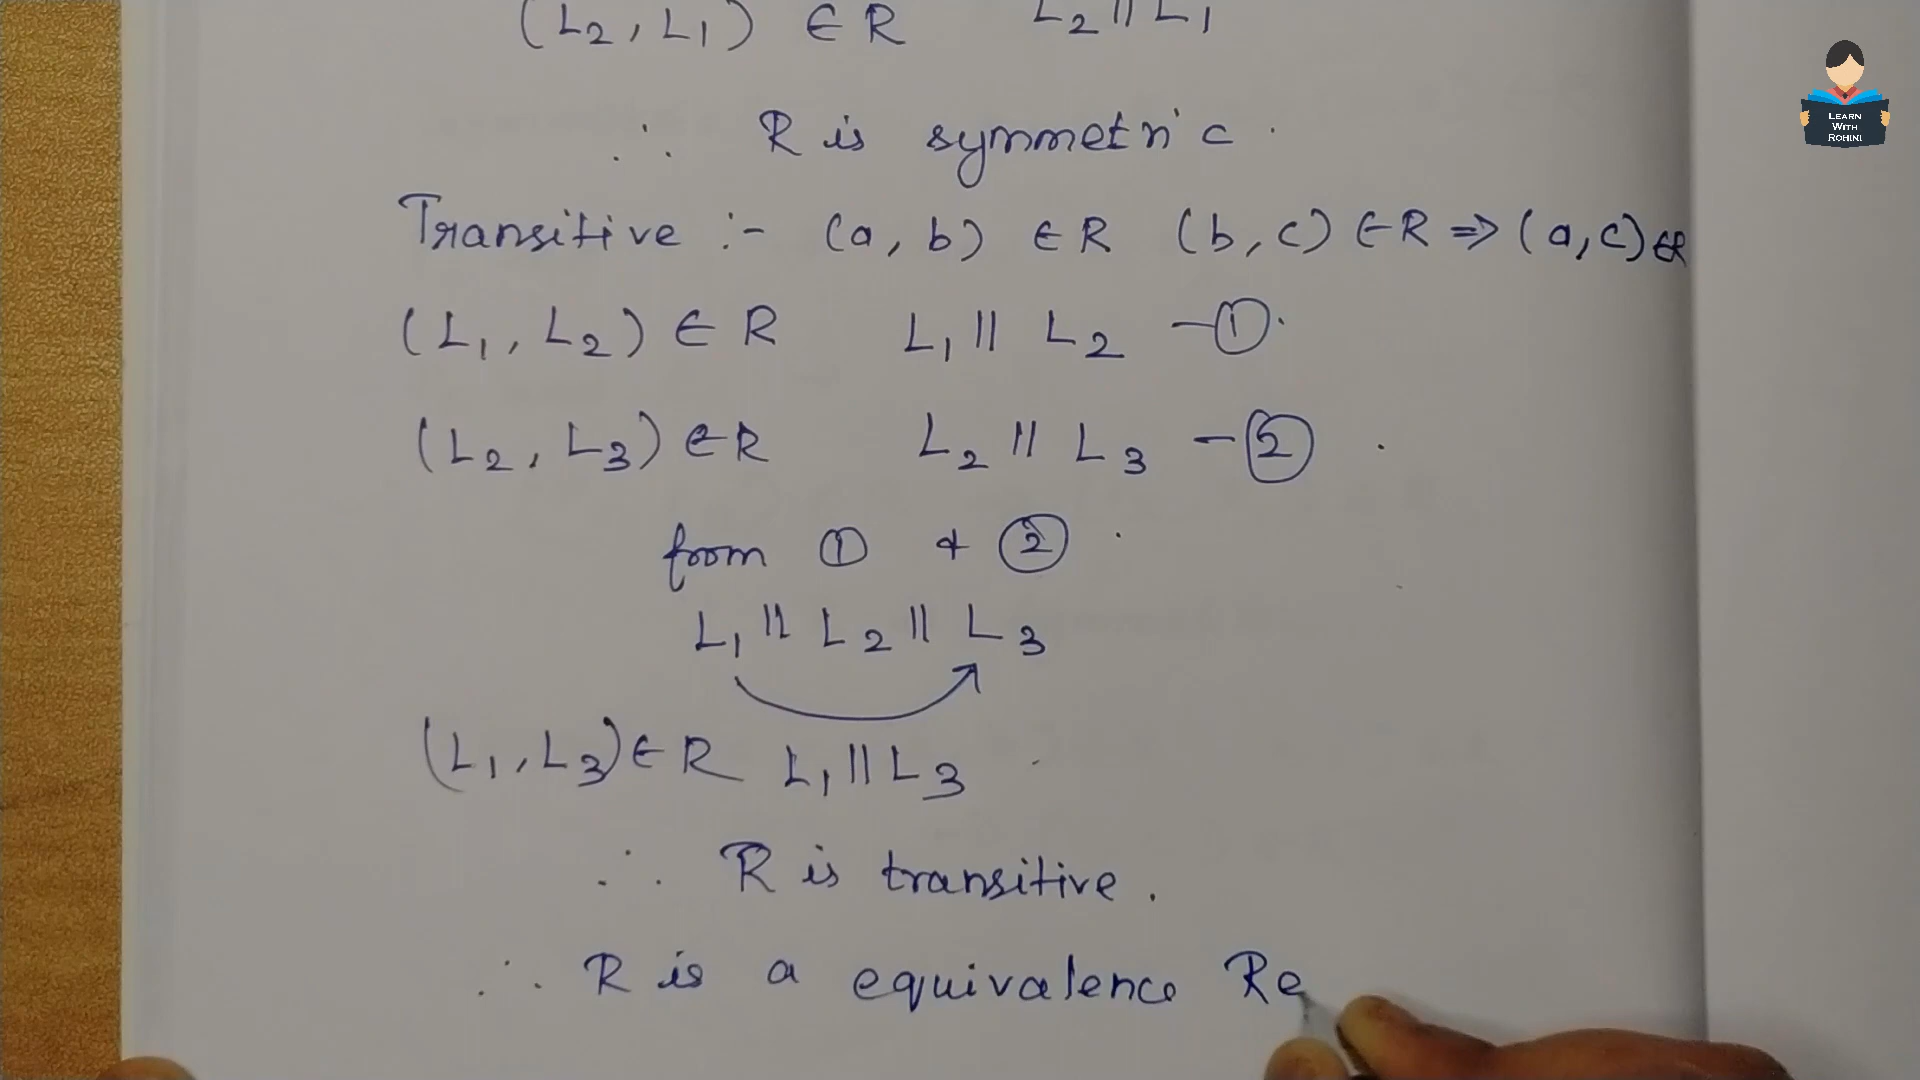 (L2, L1) ∈ R L2 || L1
LEARN
WITH
ROHINI
∴ R is symmetric.
Transitive :- (a, b) ∈ R (b, c) ∈ R ⇒ (a, c) ∈ R
(L1, L2) ∈ R L1 || L2 - ①
(L2, L3) ∈ R L2 || L3 - ②
from ① & ②
L1 || L2 || L3
(L1, L3) ∈ R L1 || L3
∴ R is transitive.
∴ R is a equivalence Re